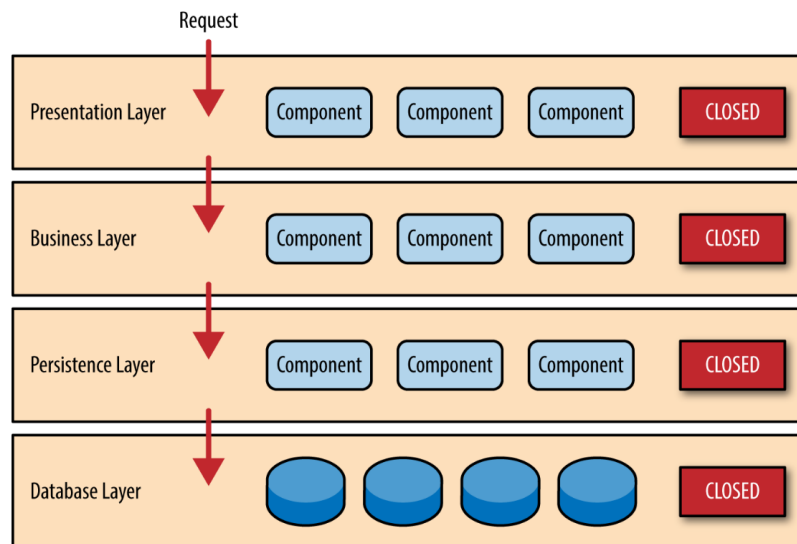 Request
Presentation Layer
Component
Component
Component
CLOSED
Business Layer
Component
Component
Component
CLOSED
Persistence Layer
Component
Component
Component
CLOSED
Database Layer
CLOSED